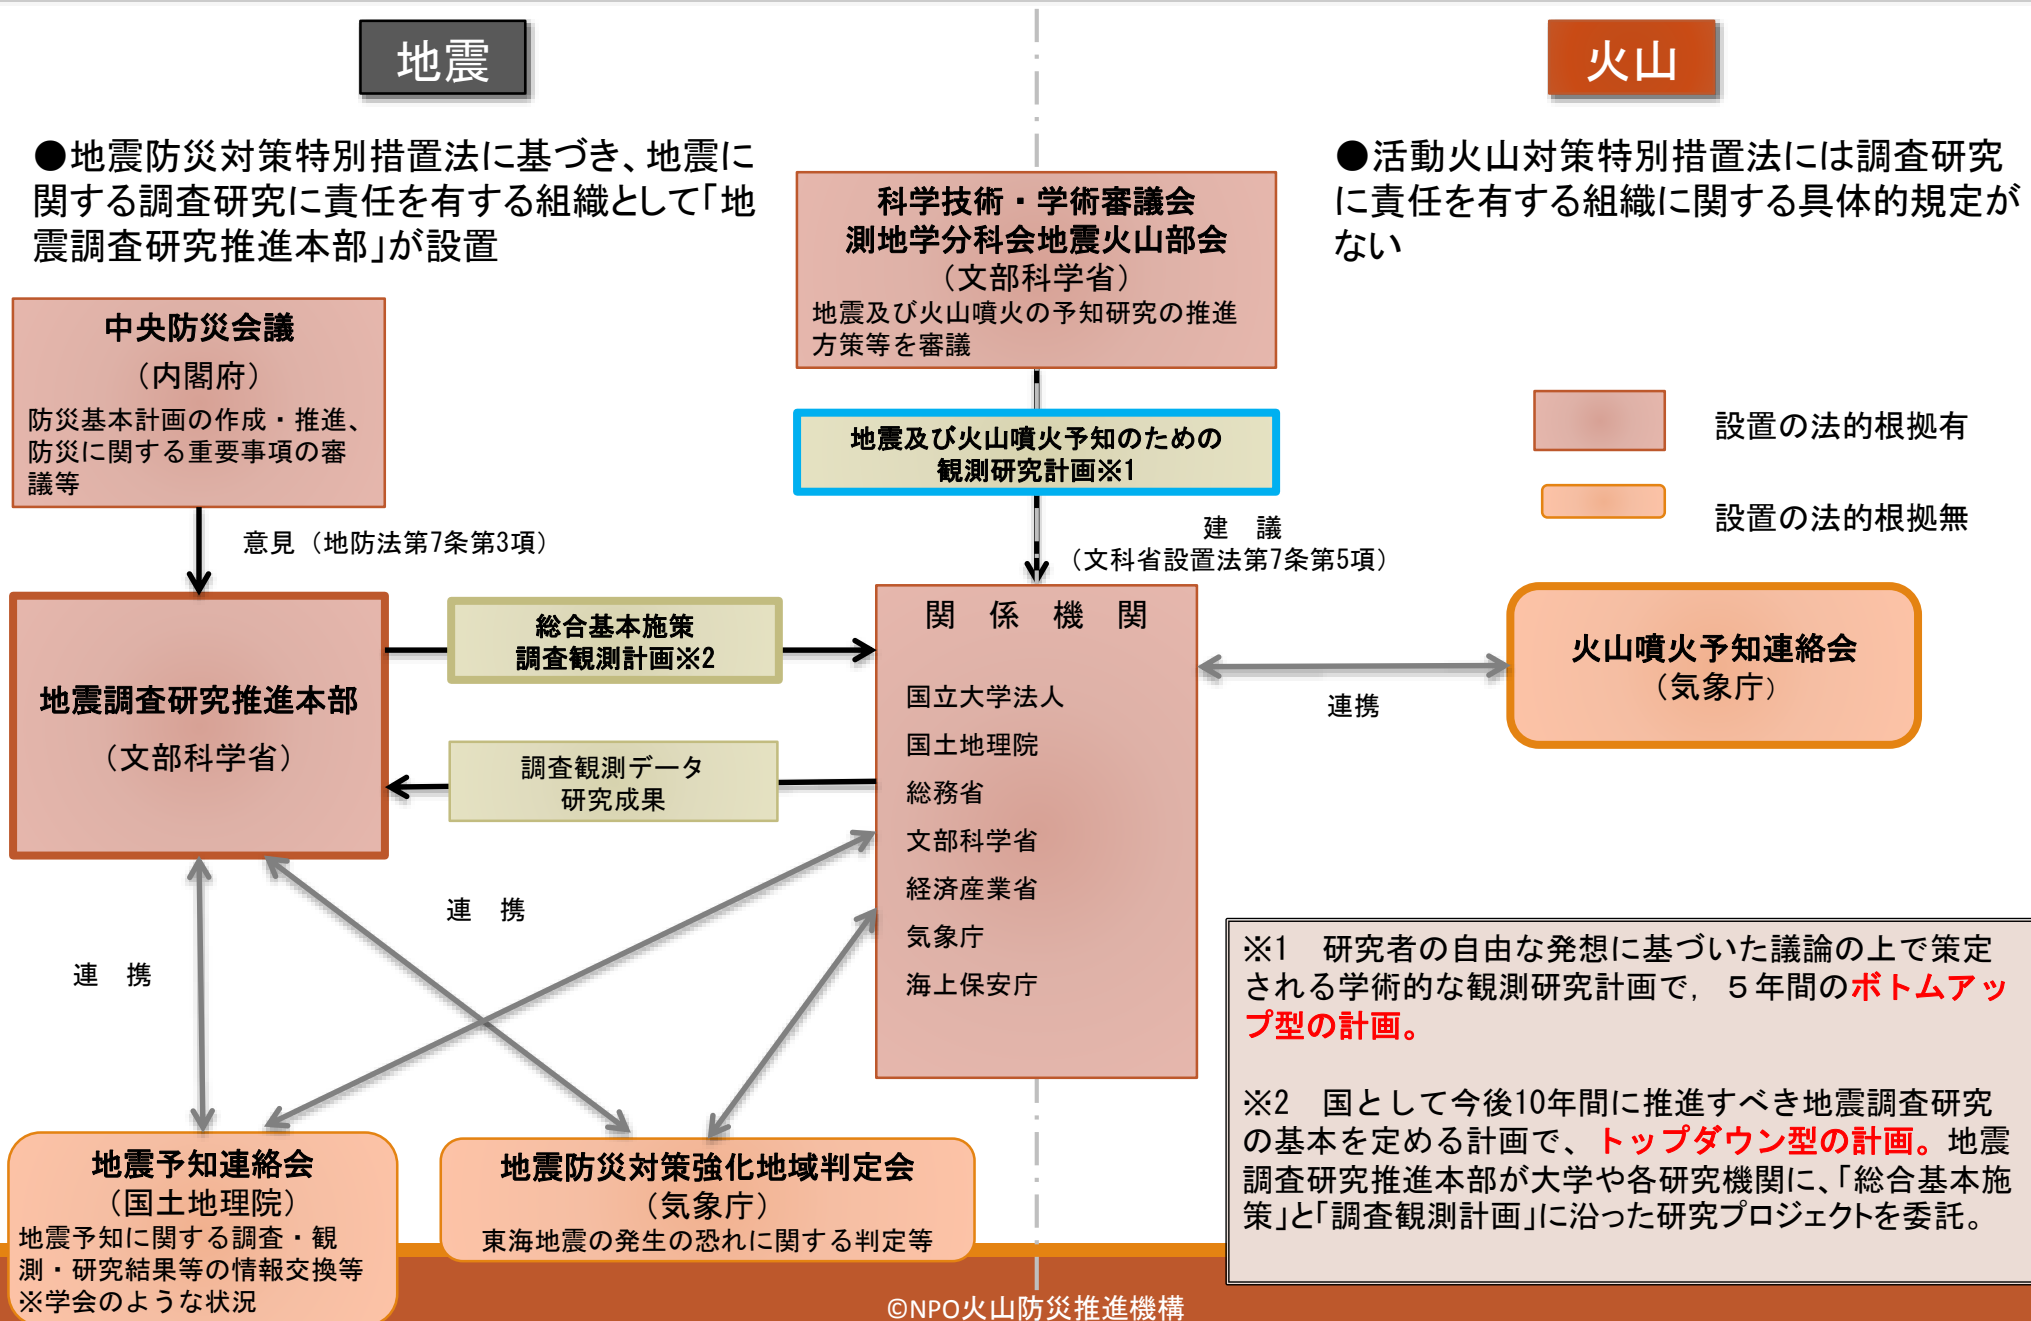 地震
火山
●地震防災対策特別措置法に基づき、地震に
関する調査研究に責任を有する組織として｢地
震調査研究推進本部｣が設置
●活動火山対策特別措置法には調査研究
に責任を有する組織に関する具体的規定が
ない
科学技術・学術審議会
測地学分科会地震火山部会
（文部科学省）
地震及び火山噴火の予知研究の推進
方策等を審議
中央防災会議
（内閣府）
防災基本計画の作成・推進、
防災に関する重要事項の審
議等
設置の法的根拠有
設置の法的根拠無
地震及び火山噴火予知のための
観測研究計画※1
意見（地防法第7条第3項）
建　議
（文科省設置法第7条第5項）
地震調査研究推進本部
（文部科学省）
総合基本施策
調査観測計画※2
調査観測データ
研究成果
関　係　機　関
国立大学法人
国土地理院
総務省
文部科学省
経済産業省
気象庁
海上保安庁
連携
火山噴火予知連絡会
（気象庁）
連　携
連　携
地震予知連絡会
（国土地理院）
地震予知に関する調査・観
測・研究結果等の情報交換等
※学会のような状況
地震防災対策強化地域判定会
（気象庁）
東海地震の発生の恐れに関する判定等
※1　研究者の自由な発想に基づいた議論の上で策定
される学術的な観測研究計画で，５年間のボトムアッ
プ型の計画。
※2　国として今後10年間に推進すべき地震調査研究
の基本を定める計画で、トップダウン型の計画。地震
調査研究推進本部が大学や各研究機関に、｢総合基本施
策｣と｢調査観測計画｣に沿った研究プロジェクトを委託。
©NPO火山防災推進機構